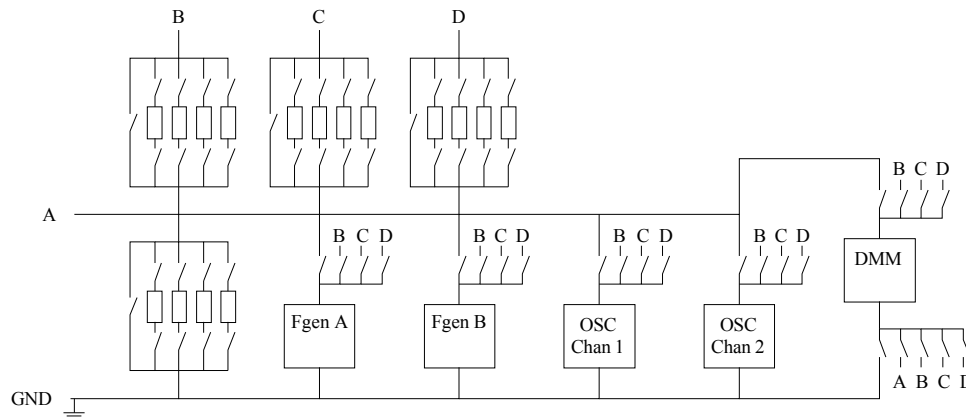 B C D
B C D
A
B C D
B C D
B C D
B C D
DMM
Fgen A
Fgen B
OSC
Chan 1
OSC
Chan 2
A B C D
GND